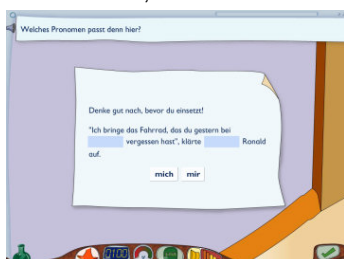 Welches Pronomen passt denn hier?
Denke gut nach, bevor du einsetzt!
"Ich bringe das Fahrrad, das du gestern bei
vergessen hast", klärte Ronald
auf.
mich mir